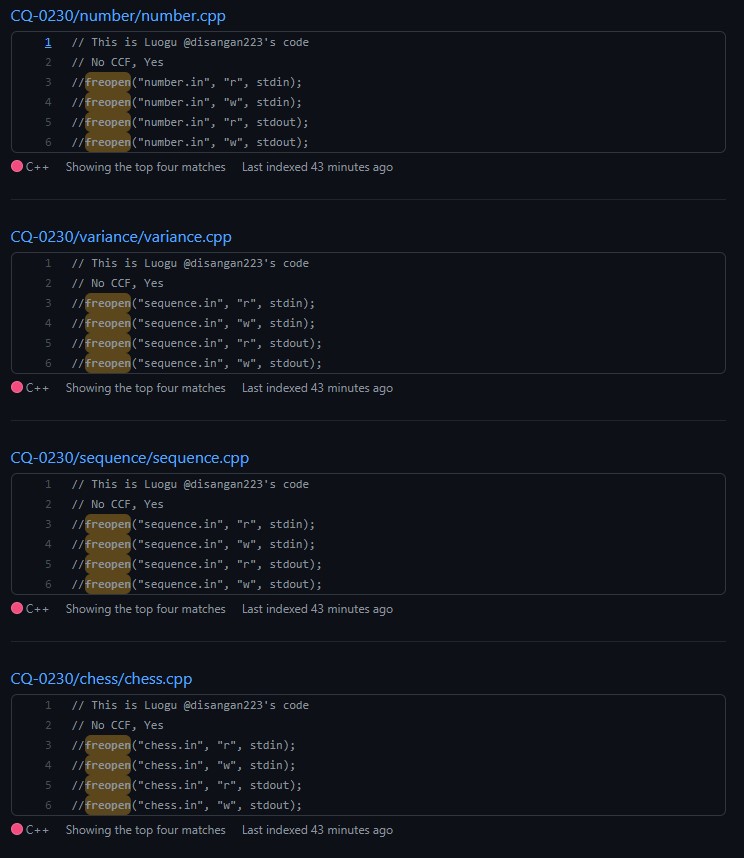 CQ-0230/number/number.cpp
1 // This is Luogu @disangan223's code
2 // No CCF, Yes
3 //freopen("number.in", "r", stdin);
4 //freopen("number.in", "w", stdin);
5 //freopen("number.in", "r", stdout);
6 //freopen("number.in", "w", stdout);
C++ Showing the top four matches Last indexed 43 minutes ago
CQ-0230/variance/variance.cpp
1 // This is Luogu @disangan223's code
2 // No CCF, Yes
3 //freopen("sequence.in", "r", stdin);
4 //freopen("sequence.in", "w", stdin);
5 //freopen("sequence.in", "r", stdout);
6 //freopen("sequence.in", "w", stdout);
C++ Showing the top four matches Last indexed 43 minutes ago
CQ-0230/sequence/sequence.cpp
1 // This is Luogu @disangan223's code
2 // No CCF, Yes
3 //freopen("sequence.in", "r", stdin);
4 //freopen("sequence.in", "w", stdin);
5 //freopen("sequence.in", "r", stdout);
6 //freopen("sequence.in", "w", stdout);
C++ Showing the top four matches Last indexed 43 minutes ago
CQ-0230/chess/chess.cpp
1 // This is Luogu @disangan223's code
2 // No CCF, Yes
3 //freopen("chess.in", "r", stdin);
4 //freopen("chess.in", "w", stdin);
5 //freopen("chess.in", "r", stdout);
6 //freopen("chess.in", "w", stdout);
C++ Showing the top four matches Last indexed 43 minutes ago